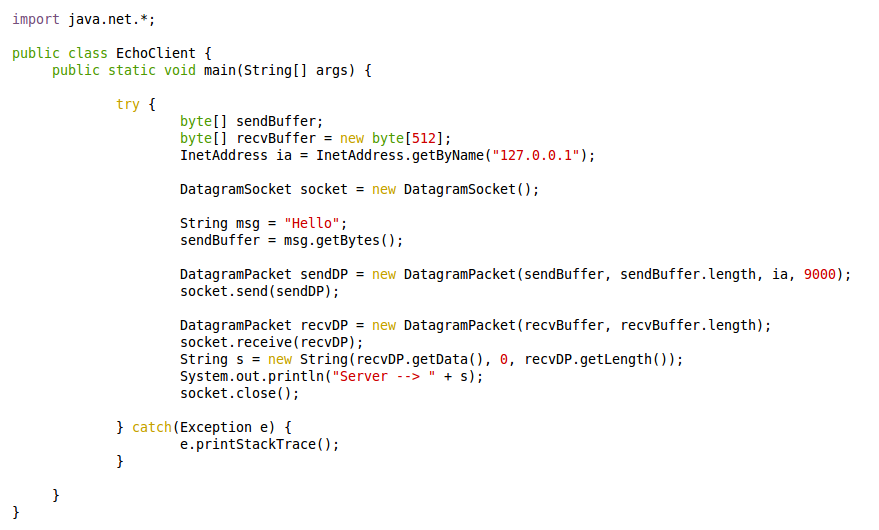 import java.net.*;
public class EchoClient {
public static void main(String[] args) {
try {
byte[] sendBuffer;
byte[] recvBuffer = new byte[512];
InetAddress ia = InetAddress.getByName("127.0.0.1");
DatagramSocket socket = new DatagramSocket();
String msg = "Hello";
sendBuffer = msg.getBytes();
DatagramPacket sendDP = new DatagramPacket(sendBuffer, sendBuffer.length, ia, 9000);
socket.send(sendDP);
DatagramPacket recvDP = new DatagramPacket(recvBuffer, recvBuffer.length);
socket.receive(recvDP);
String s = new String(recvDP.getData(), 0, recvDP.getLength());
System.out.println("Server --> " + s);
socket.close();
} catch(Exception e) {
e.printStackTrace();
}
}
}